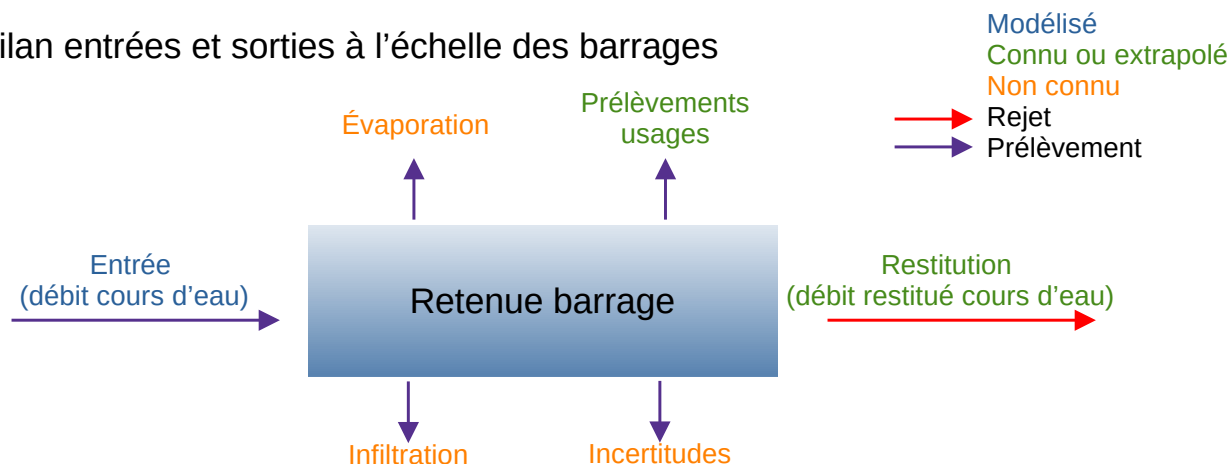 ilan entrées et sorties à l'échelle des barrages
Modélisé
Connu ou extrapolé
Non connu
Rejet
Prélèvement
Évaporation
Prélèvements
usages
Entrée
(débit cours d'eau)
Retenue barrage
Restitution
(débit restitué cours d'eau)
Infiltration
Incertitudes